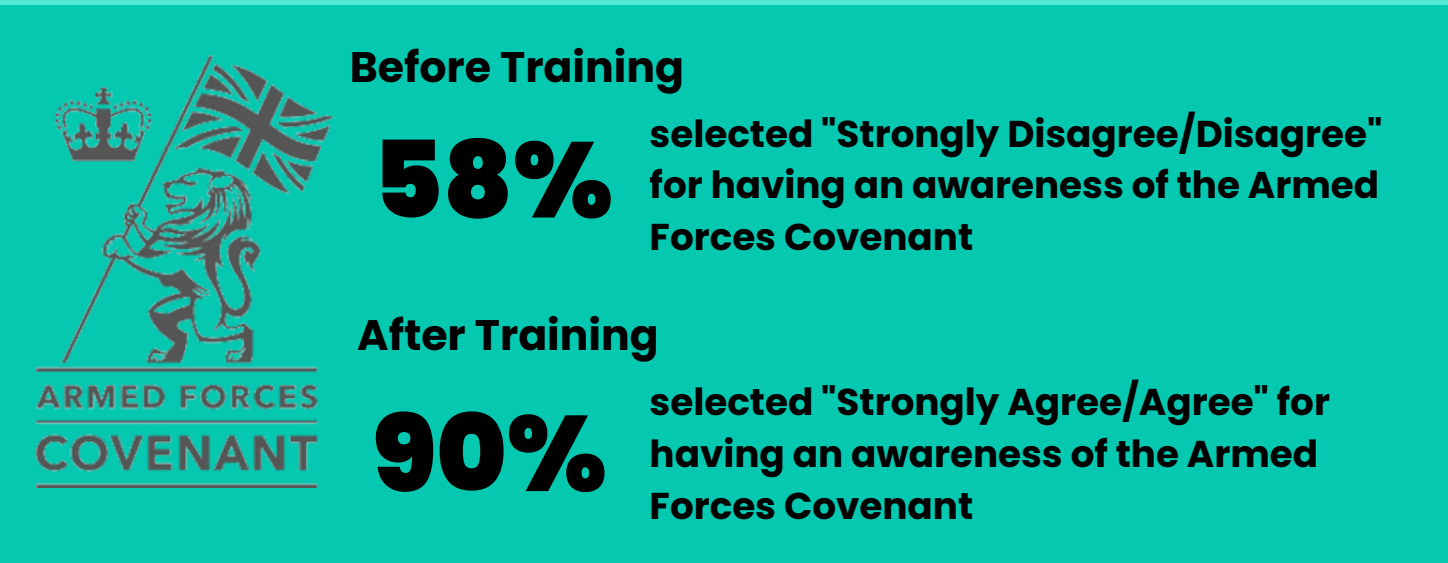 Before Training
58%
selected "Strongly Disagree/Disagree"
for having an awareness of the Armed
Forces Covenant
After Training
90%
selected "Strongly Agree/Agree" for
having an awareness of the Armed
Forces Covenant
ARMED FORCES
COVENANT